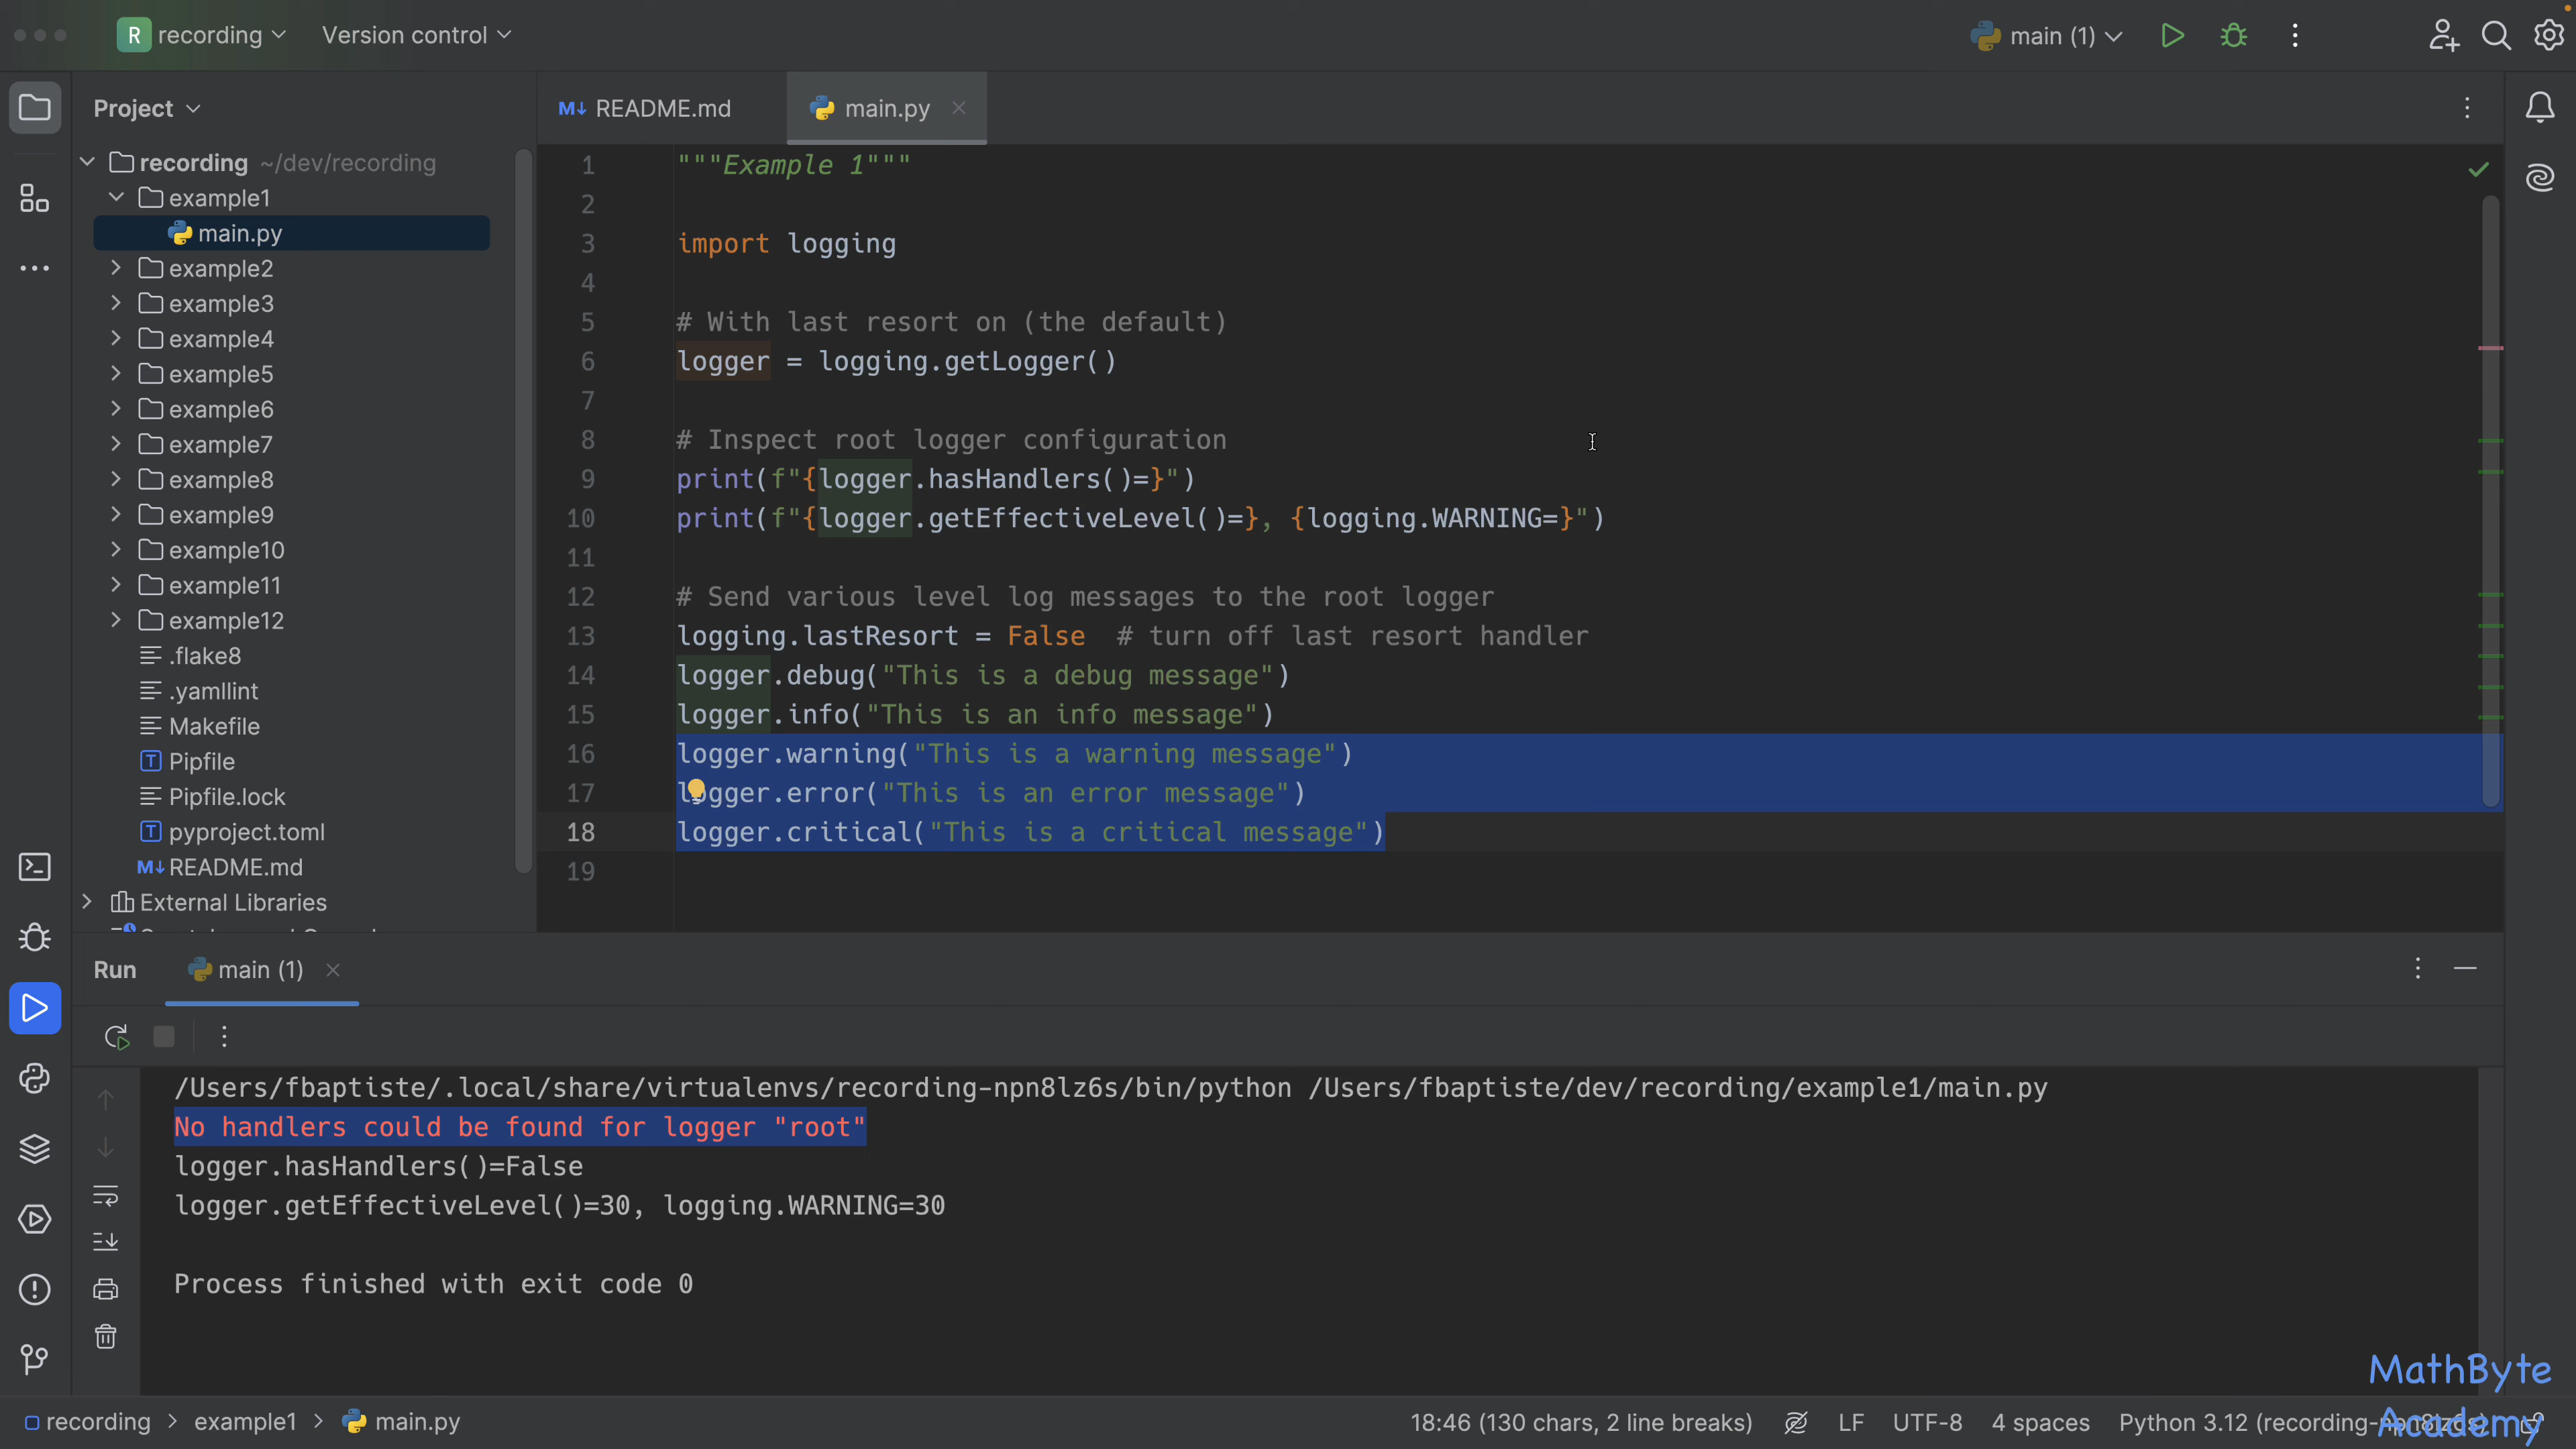 R recording Version control main (1)
Project
README.md main.py
recording ~/dev/recording
example1
main.py
example2
example3
example4
example5
example6
example7
example8
example9
example10
example11
example12
.flake8
.yamllint
Makefile
T Pipfile
Pipfile.lock
T pyproject.toml
M↓ README.md
External Libraries
1 """Example 1"""
2
3 import logging
4
5 # With last resort on (the default)
6 logger = logging.getLogger()
7
8 # Inspect root logger configuration
9 print(f"{logger.hasHandlers()=}")
10 print(f"{logger.getEffectiveLevel()=}, {logging.WARNING=}")
11
12 # Send various level log messages to the root logger
13 logging.lastResort = False # turn off last resort handler
14 logger.debug("This is a debug message")
15 logger.info("This is an info message")
16 logger.warning("This is a warning message")
17 logger.error("This is an error message")
18 logger.critical("This is a critical message")
19
Run main (1)
/Users/fbaptiste/.local/share/virtualenvs/recording-npn8lz6s/bin/python /Users/fbaptiste/dev/recording/example1/main.py
No handlers could be found for logger "root"
logger.hasHandlers()=False
logger.getEffectiveLevel()=30, logging.WARNING=30
Process finished with exit code 0
MathByte
Academy
recording > example1 > main.py 18:46 (130 chars, 2 line breaks) LF UTF-8 4 spaces Python 3.12 (recording-npn8lz6s)